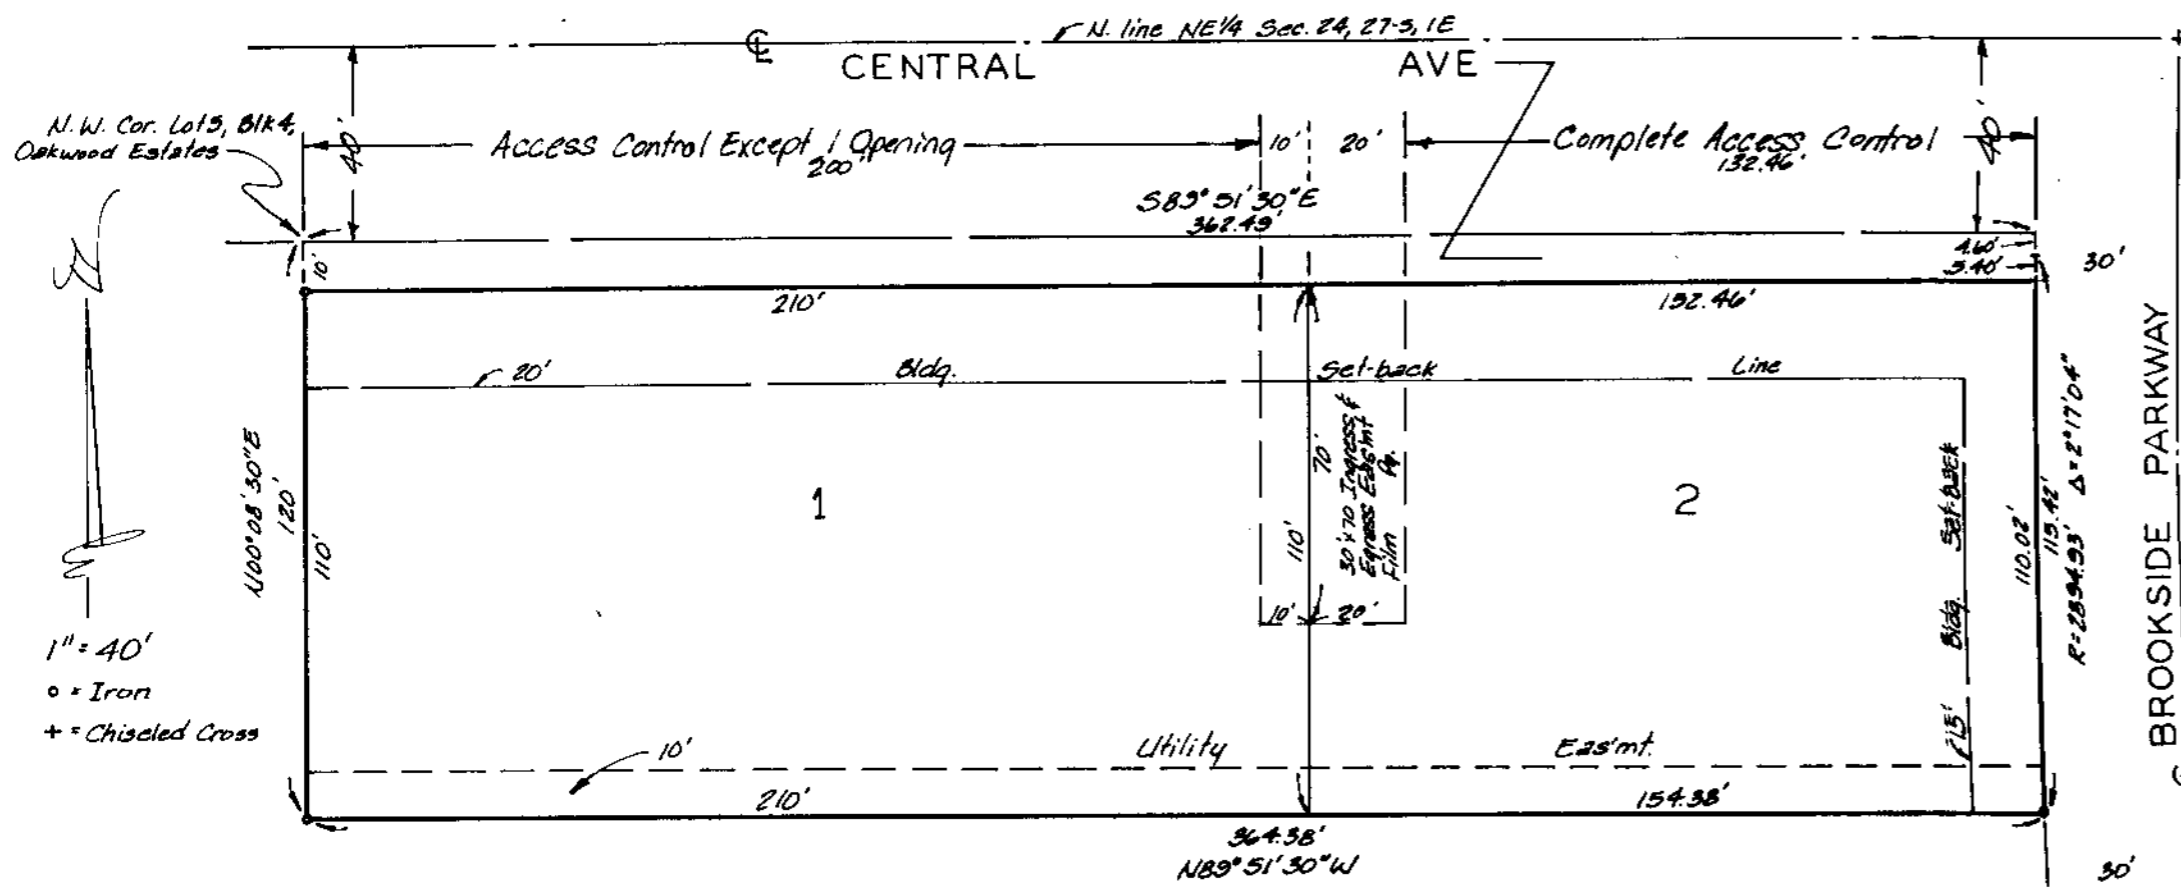 N. line NE¼ Sec. 24, 27-S, 1E
℄
CENTRAL AVE
40'
40'
N.W. Cor. Lot 5, Blk 4,
Oakwood Estates
Access Control Except 1 Opening
200'
10'
20'
Complete Access Control
132.46'
S89° 51' 30" E
362.49'
10'
4.60'
5.40'
30'
210'
132.46'
20'
Bldg. Set-back Line
N00° 08' 30" E
120'
110'
1
70'
110'
30' x 70' Ingress &
Egress Eas'mt
Film Pg.
10'
20'
2
Bldg. Set-back
15'
110.02'
115.42'
R = 2894.93' Δ = 2° 17' 04"
BROOKSIDE PARKWAY
1" = 40'
o = Iron
+ = Chiseled Cross
10'
Utility Eas'mt.
210'
154.38'
364.38'
N89° 51' 30" W
30'